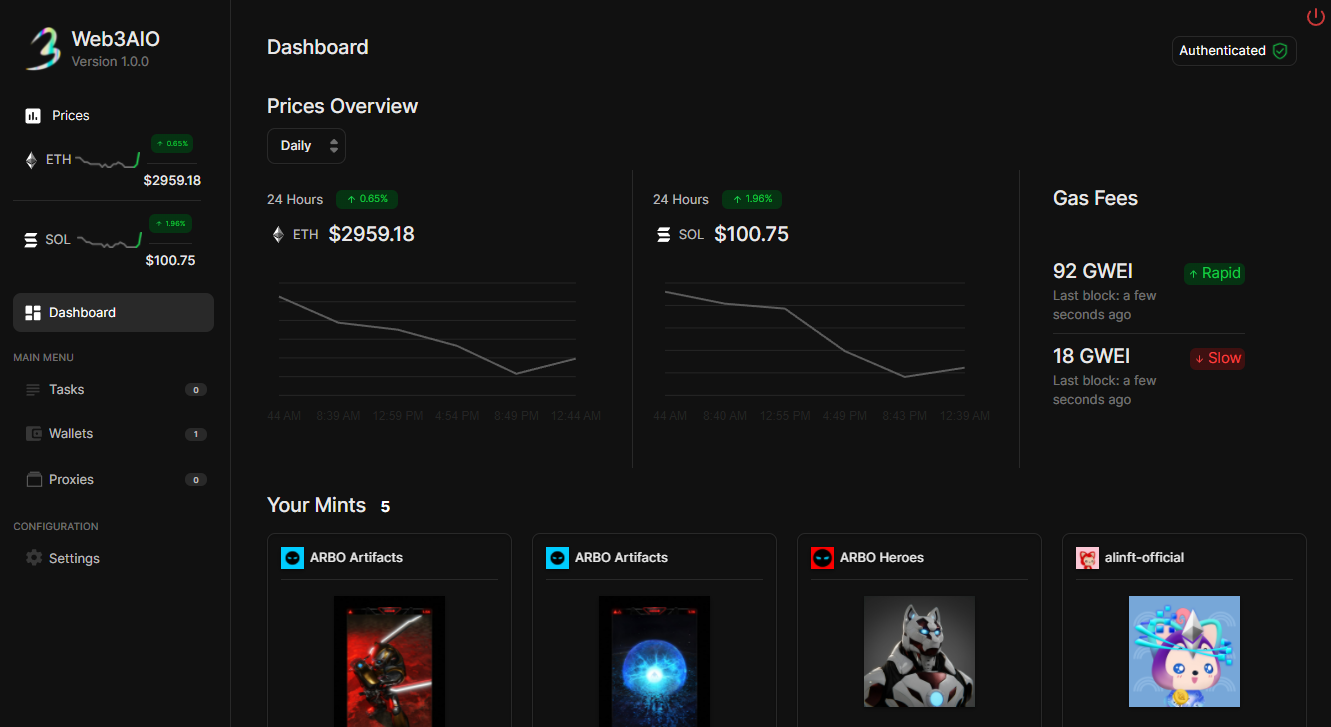 Web3AIO
Version 1.0.0
Prices
↑ 0.65%
ETH
$2959.18
↑ 1.96%
SOL
$100.75
Dashboard
MAIN MENU
Tasks 0
Wallets 1
Proxies 0
CONFIGURATION
Settings
Dashboard
Authenticated
Prices Overview
Daily
24 Hours ↑ 0.65%
ETH $2959.18
44 AM 8:39 AM 12:59 PM 4:54 PM 8:49 PM 12:44 AM
24 Hours ↑ 1.96%
SOL $100.75
44 AM 8:40 AM 12:55 PM 4:49 PM 8:43 PM 12:39 AM
Gas Fees
92 GWEI ↑ Rapid
Last block: a few
seconds ago
18 GWEI ↓ Slow
Last block: a few
seconds ago
Your Mints 5
ARBO Artifacts
ARBO Artifacts
ARBO Heroes
alinft-official